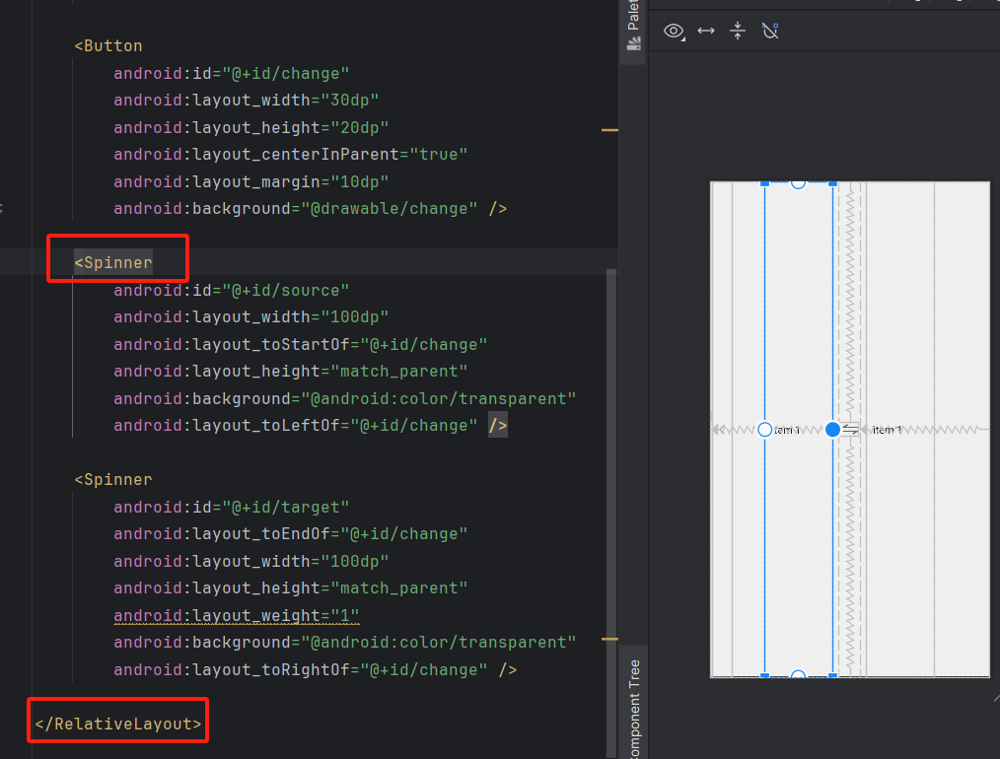 <Button
android:id="@+id/change"
android:layout_width="30dp"
android:layout_height="20dp"
android:layout_centerInParent="true"
android:layout_margin="10dp"
android:background="@drawable/change" />
<Spinner
android:id="@+id/source"
android:layout_width="100dp"
android:layout_toStartOf="@+id/change"
android:layout_height="match_parent"
android:background="@android:color/transparent"
android:layout_toLeftOf="@+id/change" />
<Spinner
android:id="@+id/target"
android:layout_toEndOf="@+id/change"
android:layout_width="100dp"
android:layout_height="match_parent"
android:layout_weight="1"
android:background="@android:color/transparent"
android:layout_toRightOf="@+id/change" />
</RelativeLayout>
Palet
omponent Tree
Item 1
Item 1